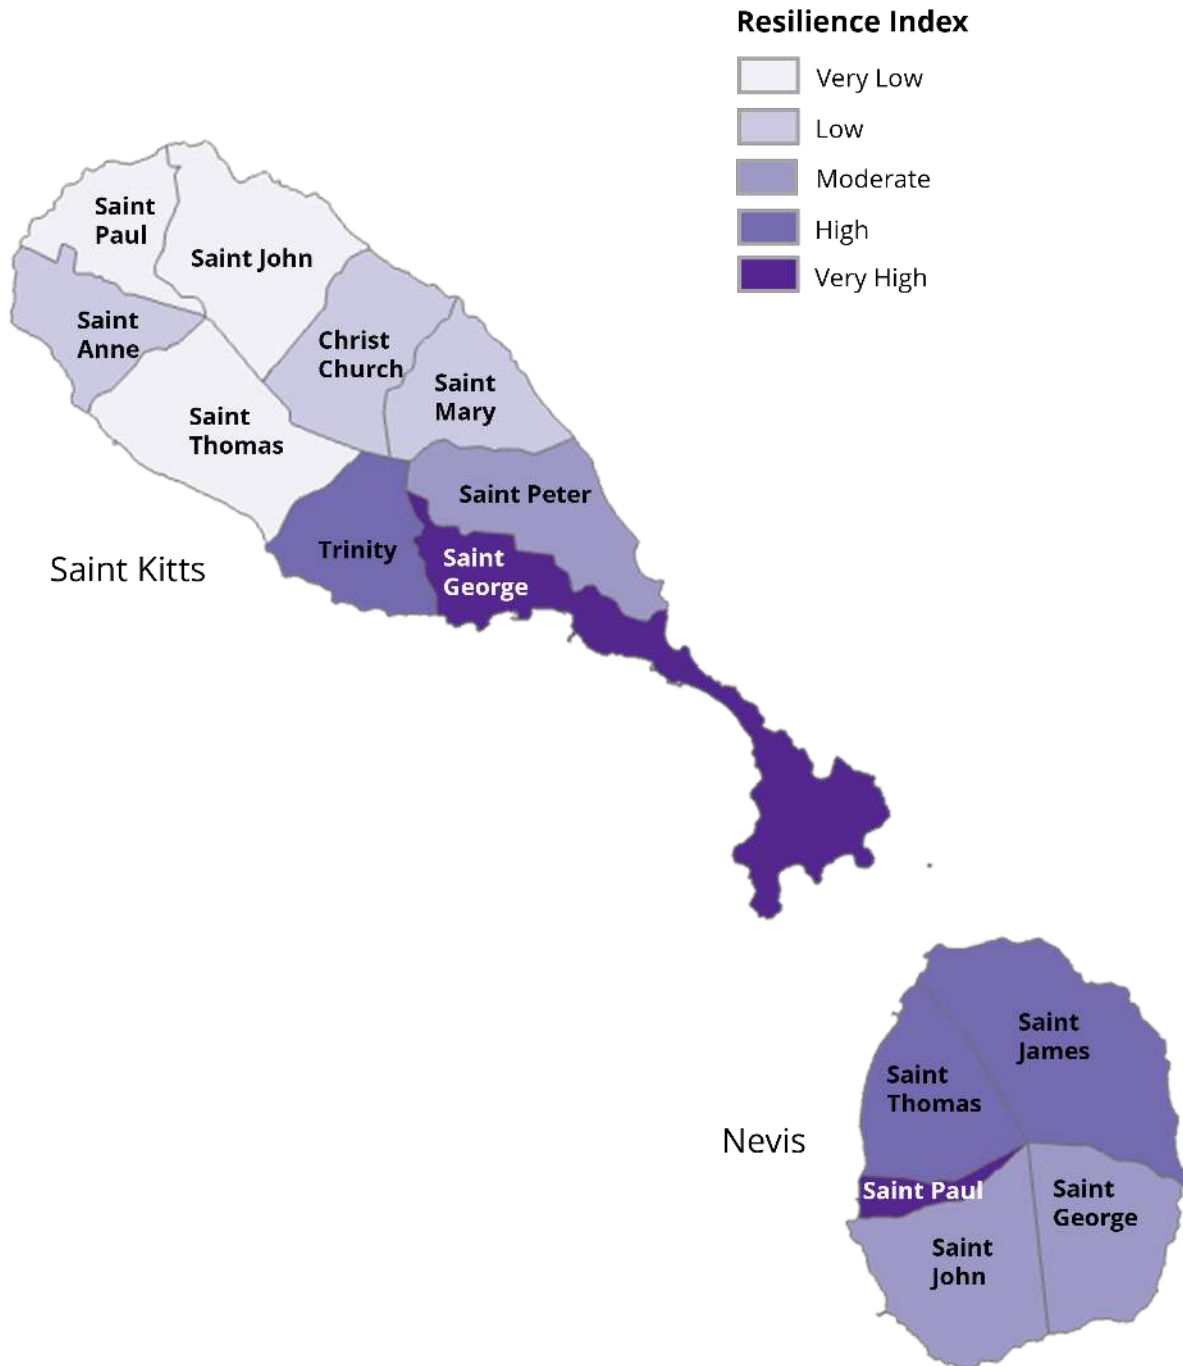 Resilience Index
Very Low
Low
Moderate
High
Very High
Saint
Paul
Saint John
Saint
Anne
Christ
Church
Saint
Mary
Saint
Thomas
Saint Peter
Trinity
Saint
George
Saint Kitts
Saint
James
Saint
Thomas
Nevis
Saint Paul
Saint
George
Saint
John